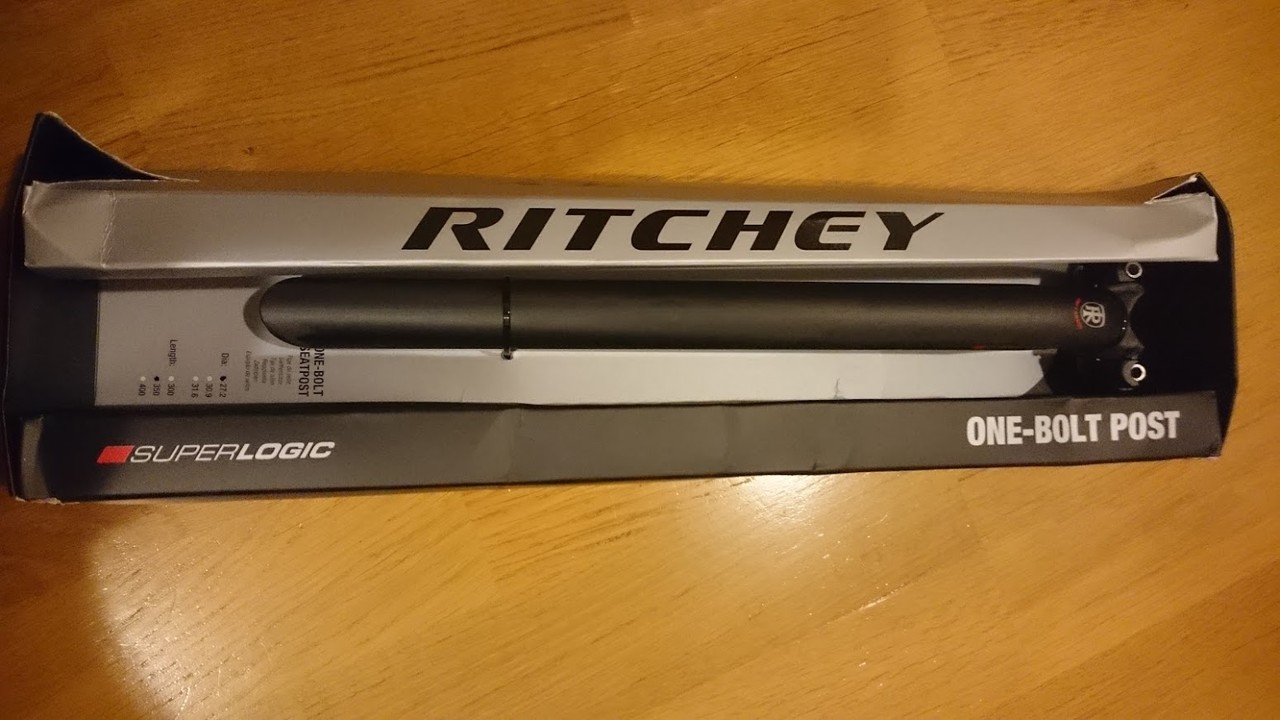 RITCHEY
ONE-BOLT
SEATPOST
Dia: 27.2
30.9
31.6
Length: 300
350
400
SUPERLOGIC
ONE-BOLT POST